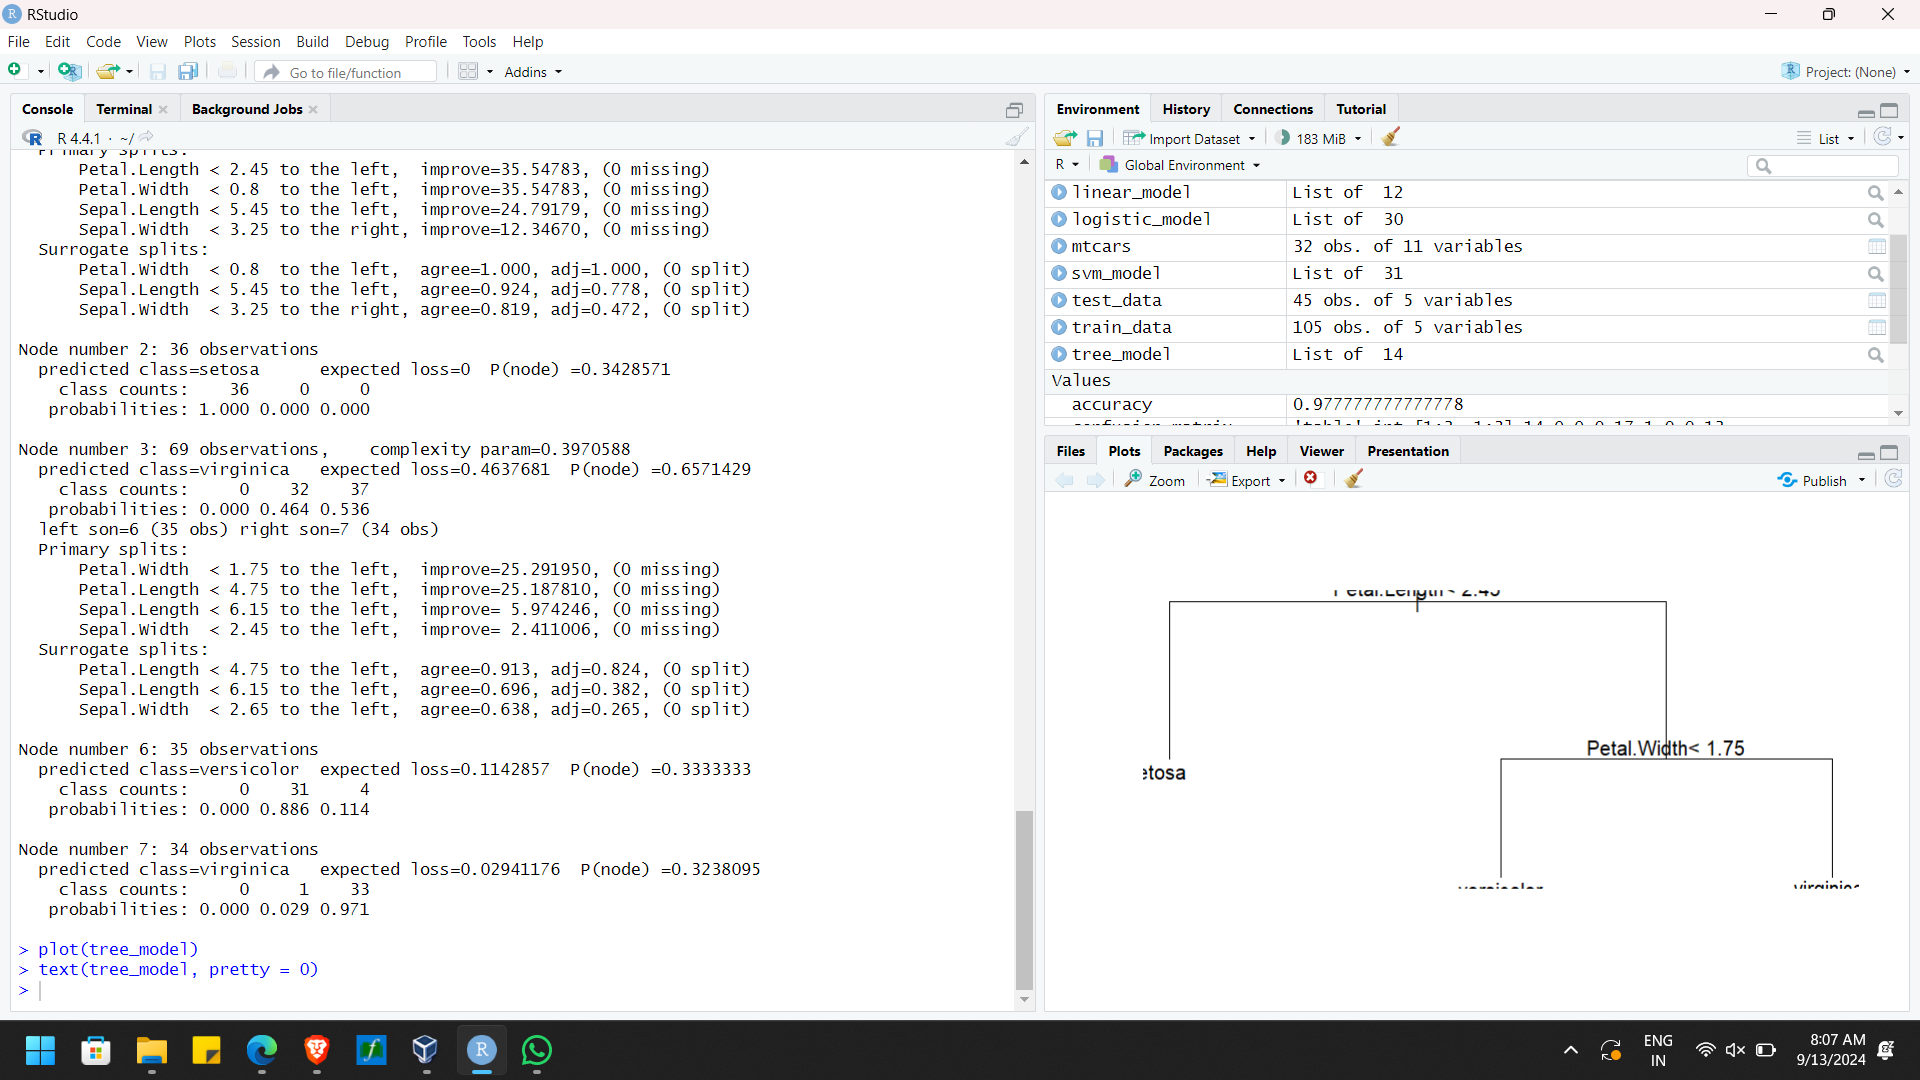 RStudio
File Edit Code View Plots Session Build Debug Profile Tools Help
Go to file/function Addins Project: (None)
Console Terminal Background Jobs
R 4.4.1 · ~/
Primary splits:
Petal.Length < 2.45 to the left, improve=35.54783, (0 missing)
Petal.Width < 0.8 to the left, improve=35.54783, (0 missing)
Sepal.Length < 5.45 to the left, improve=24.79179, (0 missing)
Sepal.Width < 3.25 to the right, improve=12.34670, (0 missing)
Surrogate splits:
Petal.Width < 0.8 to the left, agree=1.000, adj=1.000, (0 split)
Sepal.Length < 5.45 to the left, agree=0.924, adj=0.778, (0 split)
Sepal.Width < 3.25 to the right, agree=0.819, adj=0.472, (0 split)
Node number 2: 36 observations
predicted class=setosa expected loss=0 P(node) =0.3428571
class counts: 36 0 0
probabilities: 1.000 0.000 0.000
Node number 3: 69 observations, complexity param=0.3970588
predicted class=virginica expected loss=0.4637681 P(node) =0.6571429
class counts: 0 32 37
probabilities: 0.000 0.464 0.536
left son=6 (35 obs) right son=7 (34 obs)
Primary splits:
Petal.Width < 1.75 to the left, improve=25.291950, (0 missing)
Petal.Length < 4.75 to the left, improve=25.187810, (0 missing)
Sepal.Length < 6.15 to the left, improve= 5.974246, (0 missing)
Sepal.Width < 2.45 to the left, improve= 2.411006, (0 missing)
Surrogate splits:
Petal.Length < 4.75 to the left, agree=0.913, adj=0.824, (0 split)
Sepal.Length < 6.15 to the left, agree=0.696, adj=0.382, (0 split)
Sepal.Width < 2.65 to the left, agree=0.638, adj=0.265, (0 split)
Node number 6: 35 observations
predicted class=versicolor expected loss=0.1142857 P(node) =0.3333333
class counts: 0 31 4
probabilities: 0.000 0.886 0.114
Node number 7: 34 observations
predicted class=virginica expected loss=0.02941176 P(node) =0.3238095
class counts: 0 1 33
probabilities: 0.000 0.029 0.971
> plot(tree_model)
> text(tree_model, pretty = 0)
>
Environment History Connections Tutorial
Import Dataset 183 MiB List
R Global Environment
linear_model List of 12
logistic_model List of 30
mtcars 32 obs. of 11 variables
svm_model List of 31
test_data 45 obs. of 5 variables
train_data 105 obs. of 5 variables
tree_model List of 14
Values
accuracy 0.977777777777778
Files Plots Packages Help Viewer Presentation
Zoom Export Publish
Petal.Length< 2.45
Petal.Width< 1.75
etosa
versicolor virginica
ENG
IN
8:07 AM
9/13/2024